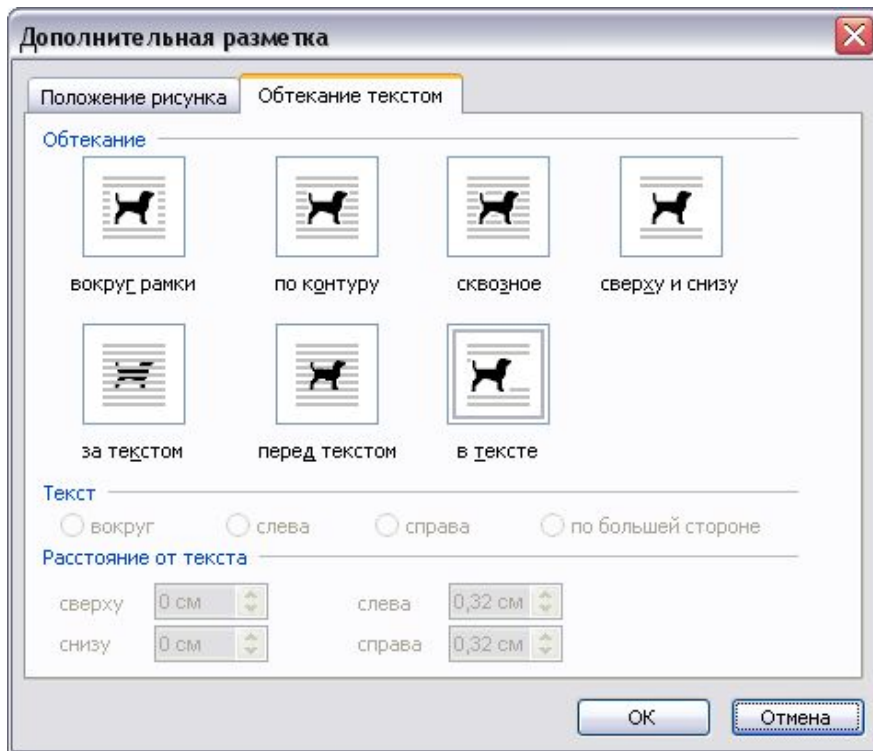 Дополнительная разметка
Положение рисунка Обтекание текстом
Обтекание
вокруг рамки по контуру сквозное сверху и снизу
за текстом перед текстом в тексте
Текст
вокруг слева справа по большей стороне
Расстояние от текста
сверху 0 см слева 0,32 см
снизу 0 см справа 0,32 см
ОК Отмена